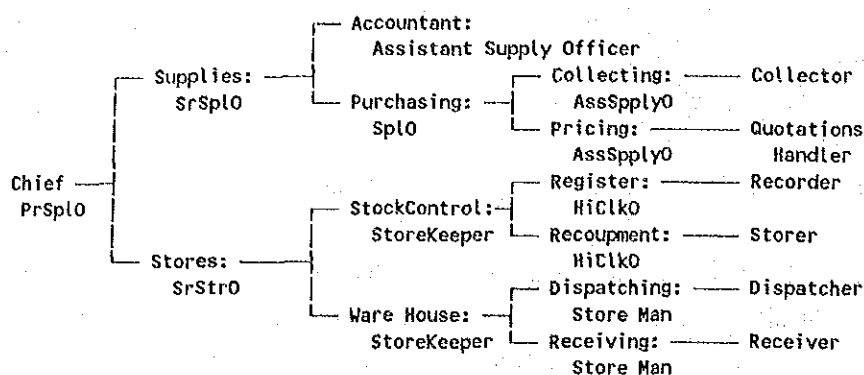 Accountant:
Assistant Supply Officer
Supplies: Collecting: Collector
SrSplO AssSpplyO
Purchasing:
SplO Pricing: Quotations
AssSpplyO Handler
Chief
PrSplO Register: Recorder
StockControl: HiClkO
StoreKeeper Recoupment: Storer
Stores: HiClkO
SrStrO Dispatching: Dispatcher
Ware House: Store Man
StoreKeeper Receiving: Receiver
Store Man